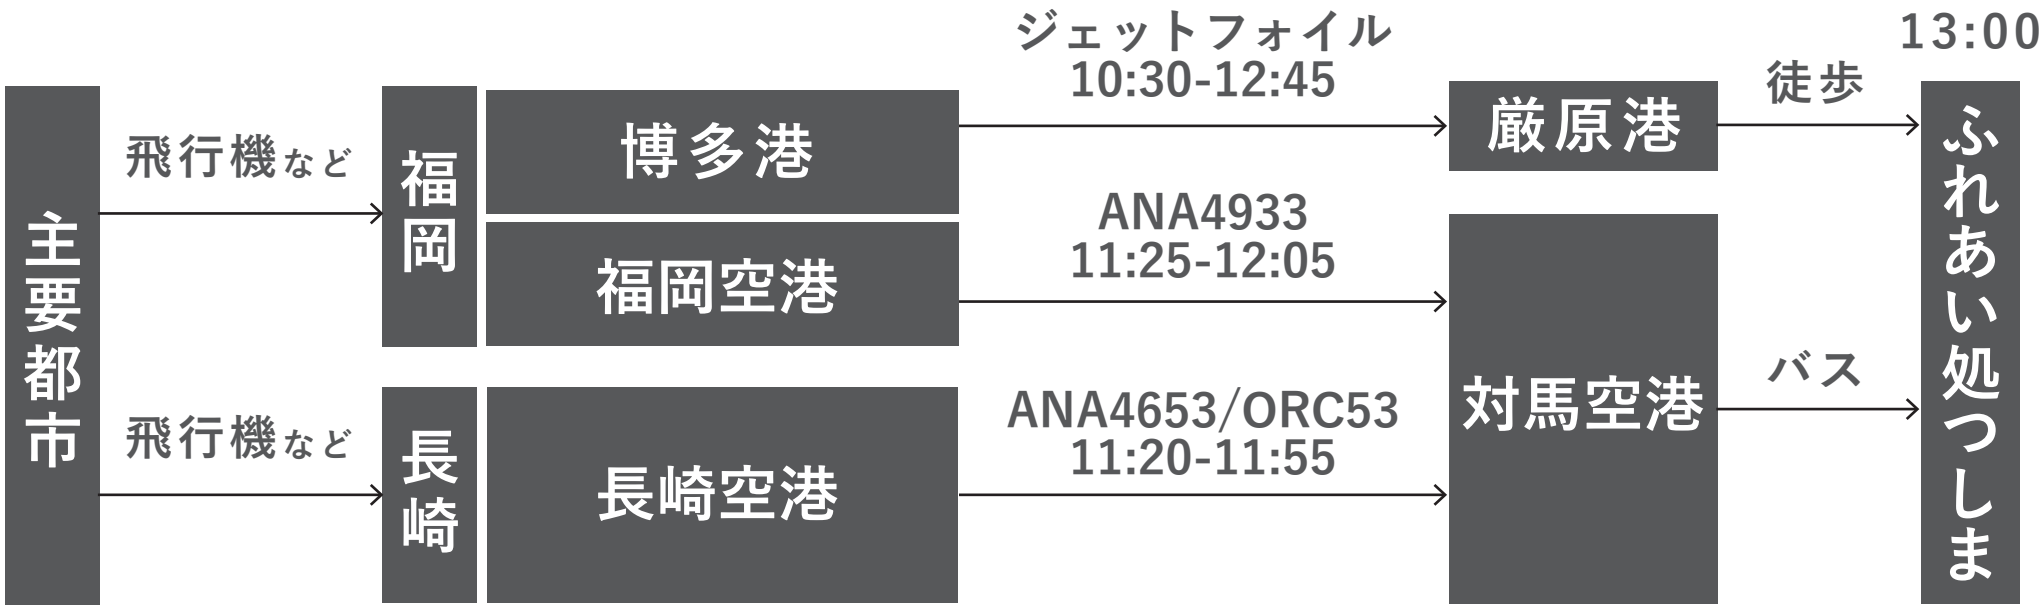 主要都市
飛行機など
飛行機など
福岡
博多港
福岡空港
長崎
長崎空港
ジェットフォイル
10:30-12:45
ANA4933
11:25-12:05
ANA4653/ORC53
11:20-11:55
厳原港
対馬空港
徒歩
バス
13:00
ふれあい処つしま